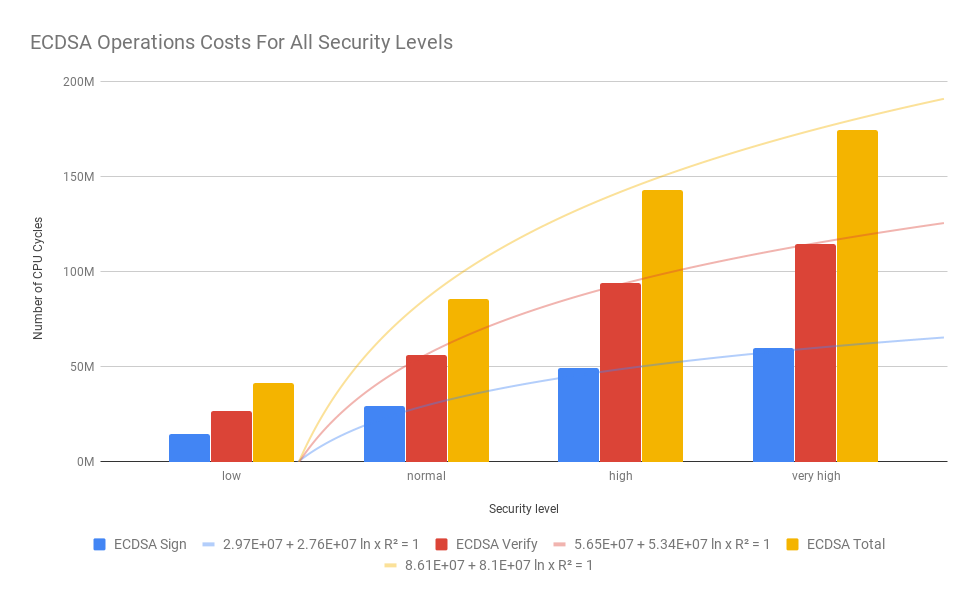 ECDSA Operations Costs For All Security Levels
200M
150M
100M
50M
0M
Number of CPU Cycles
low normal high very high
Security level
ECDSA Sign 2.97E+07 + 2.76E+07 ln x R² = 1 ECDSA Verify 5.65E+07 + 5.34E+07 ln x R² = 1 ECDSA Total
8.61E+07 + 8.1E+07 ln x R² = 1